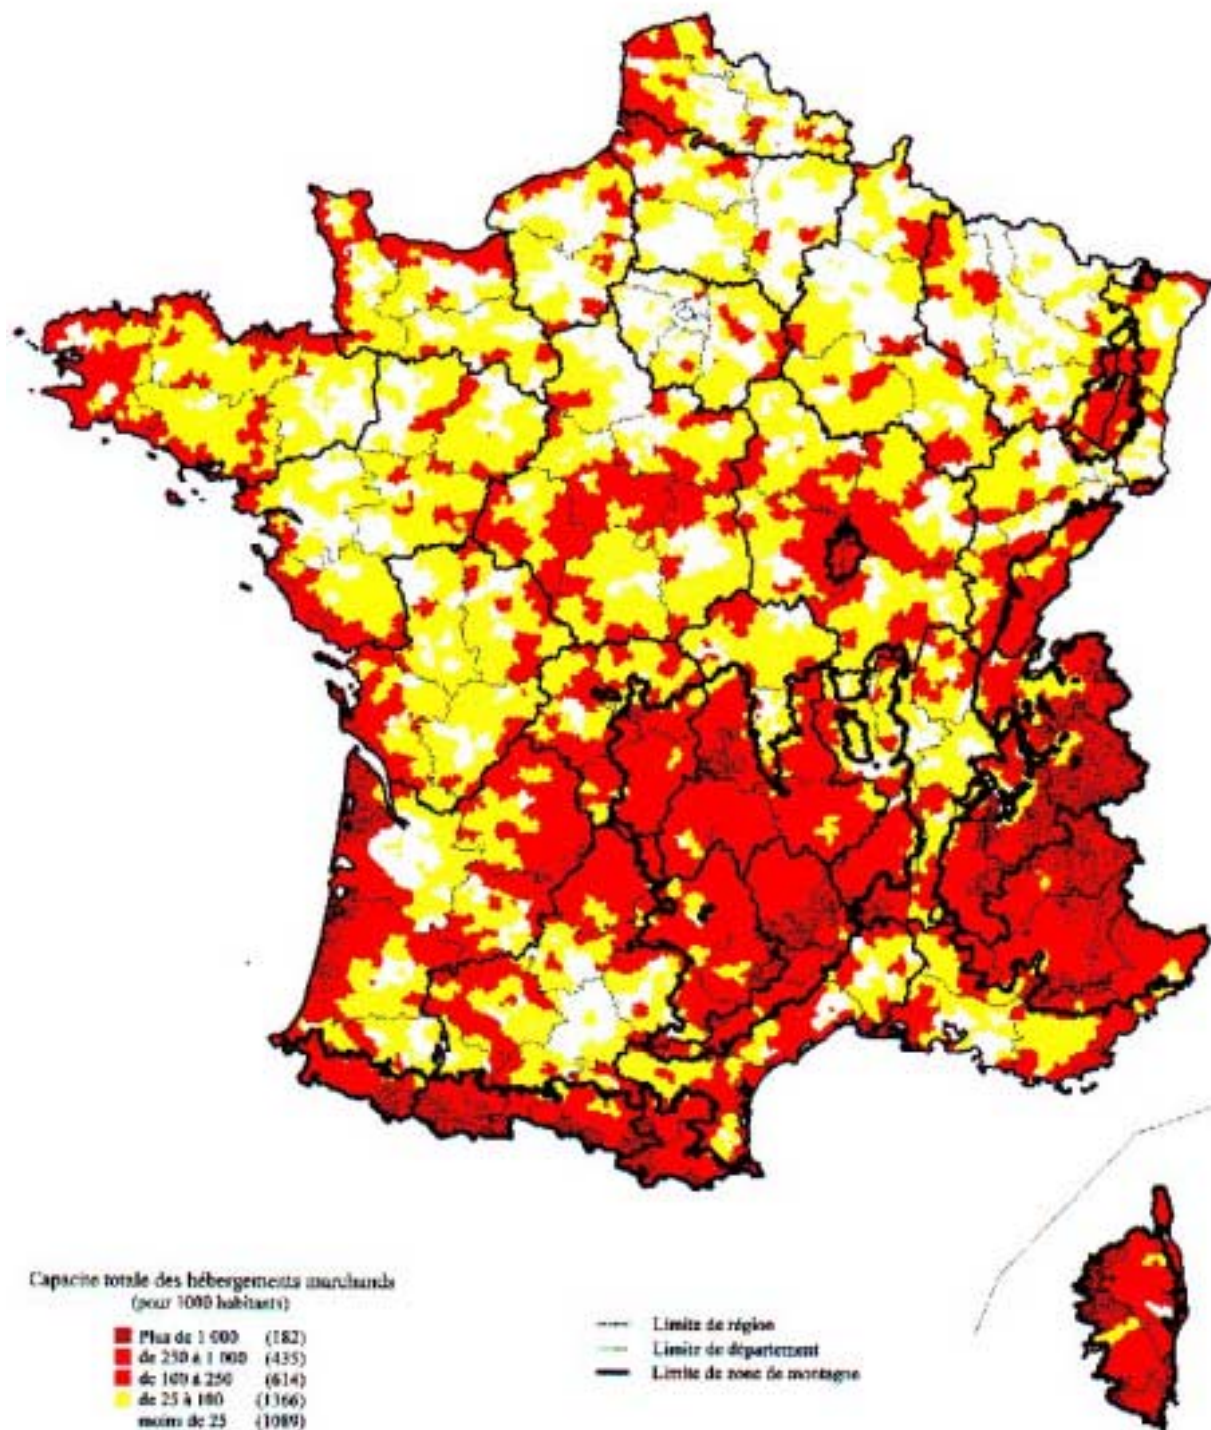 Capacite totale des hébergements marchands
(pour 1000 habitants)
Plus de 1 000 (182)
de 250 à 1 000 (435)
de 100 à 250 (614)
de 25 à 100 (1366)
moins de 25 (1089)
Limite de région
Limite de département
Limite de zone de montagne